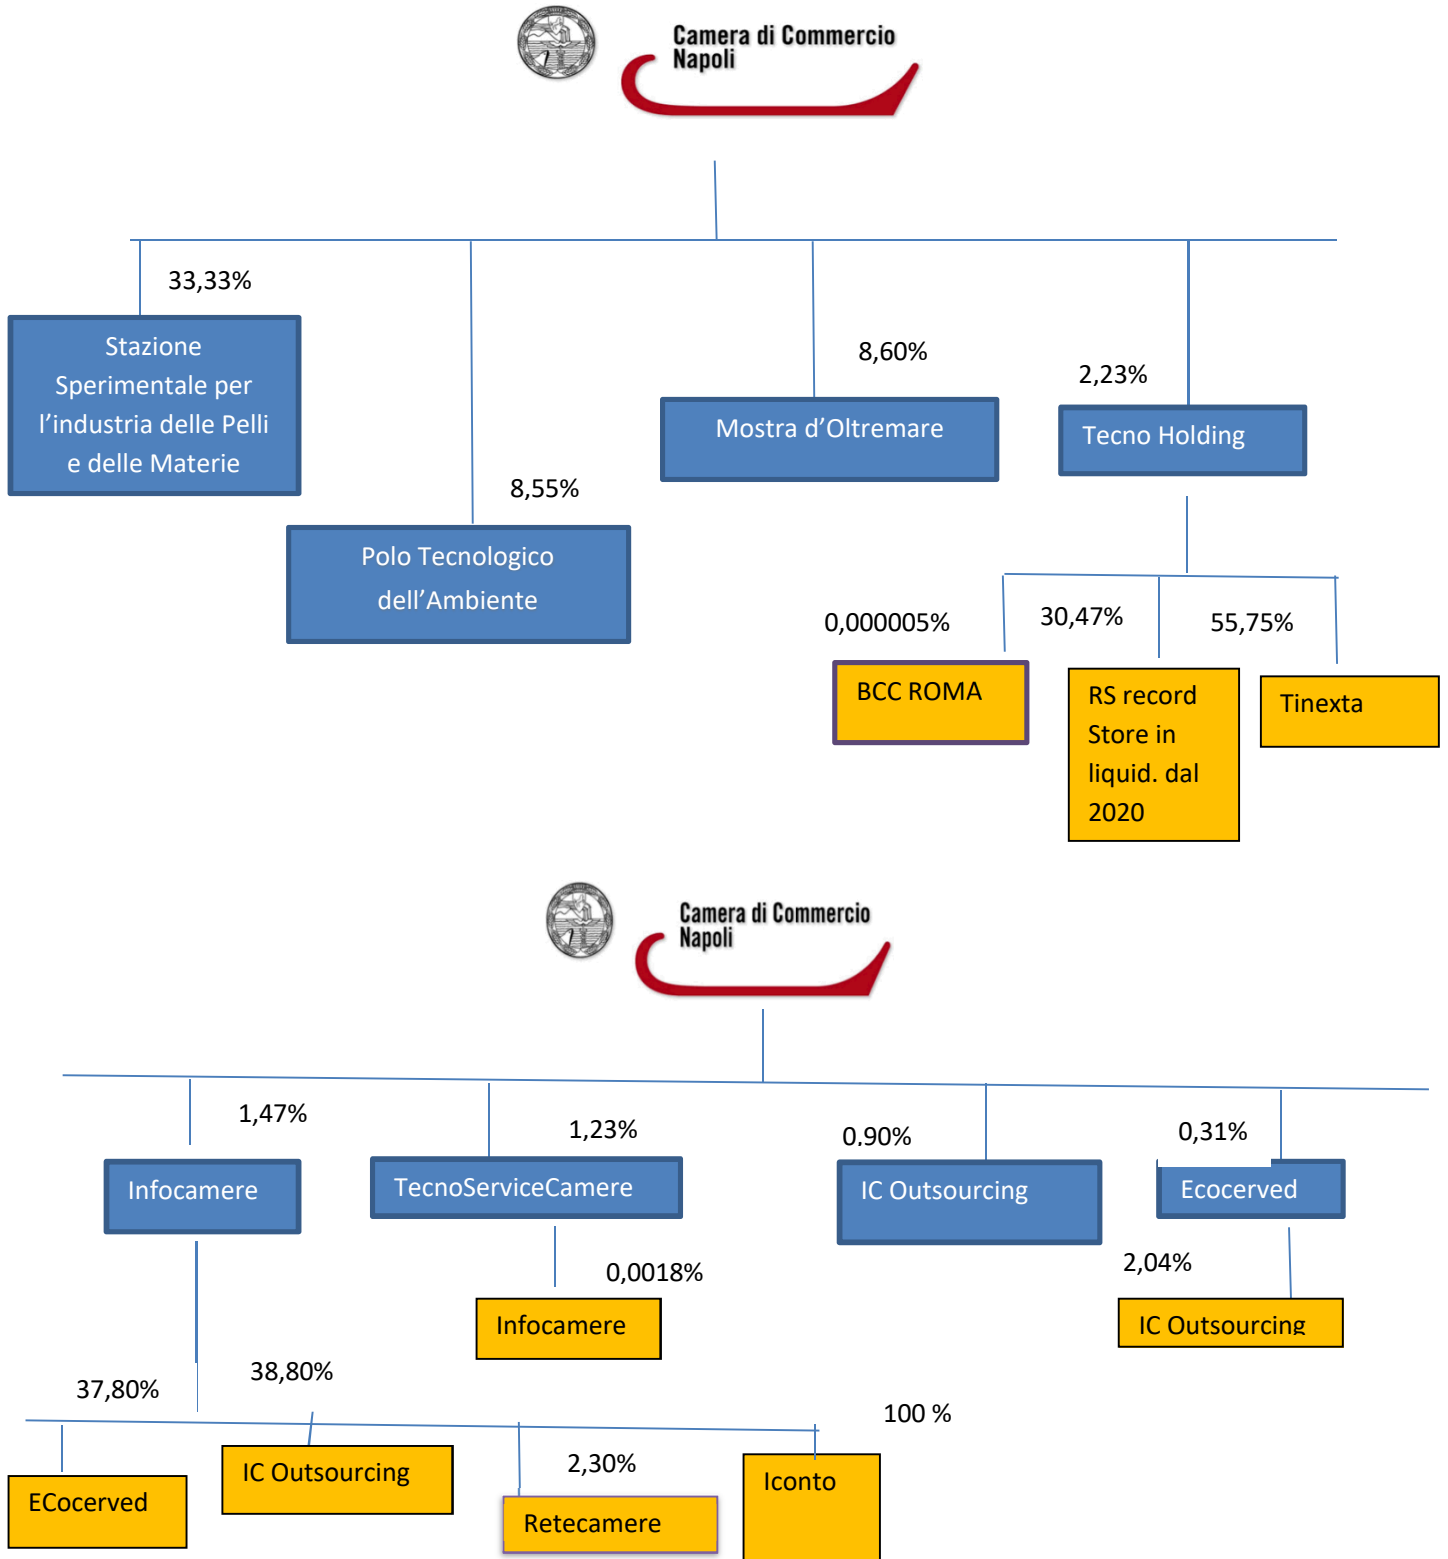 Camera di Commercio
Napoli
33,33%
Stazione
Sperimentale per
l'industria delle Pelli
e delle Materie
8,55%
Polo Tecnologico
dell'Ambiente
8,60%
Mostra d'Oltremare
2,23%
Tecno Holding
0,000005%
BCC ROMA
30,47%
RS record
Store in
liquid. dal
2020
55,75%
Tinexta
Camera di Commercio
Napoli
1,47%
Infocamere
1,23%
TecnoServiceCamere
0,0018%
Infocamere
0,90%
IC Outsourcing
0,31%
Ecocerved
2,04%
IC Outsourcing
37,80%
ECocerved
38,80%
IC Outsourcing
2,30%
Retecamere
100 %
Iconto